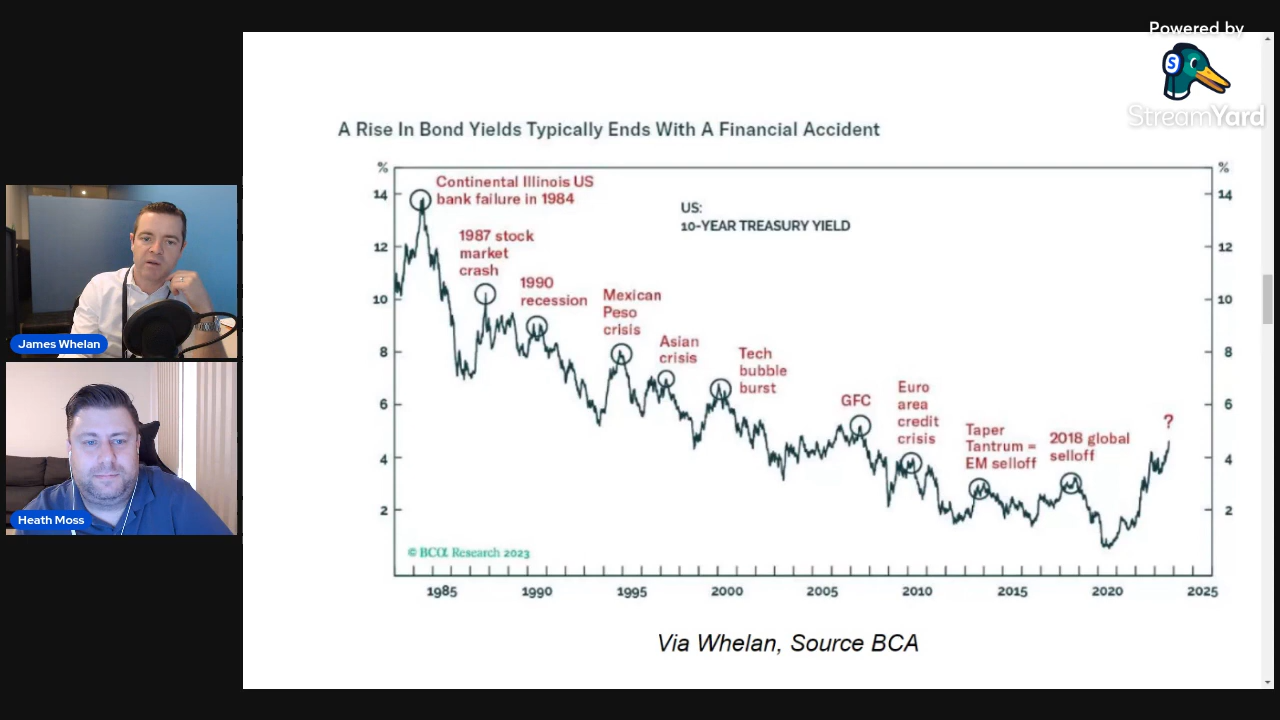 Powered by
S
StreamYard
A Rise In Bond Yields Typically Ends With A Financial Accident
%
%
14
12
10
8
6
4
2
14
12
10
8
6
4
2
US:
10-YEAR TREASURY YIELD
Continental Illinois US
bank failure in 1984
1987 stock
market
crash
1990
recession
Mexican
Peso
crisis
Asian
crisis
Tech
bubble
burst
GFC
Euro
area
credit
crisis
Taper
Tantrum =
EM selloff
2018 global
selloff
?
© BCA Research 2023
1985
1990
1995
2000
2005
2010
2015
2020
2025
Via Whelan, Source BCA
James Whelan
Heath Moss